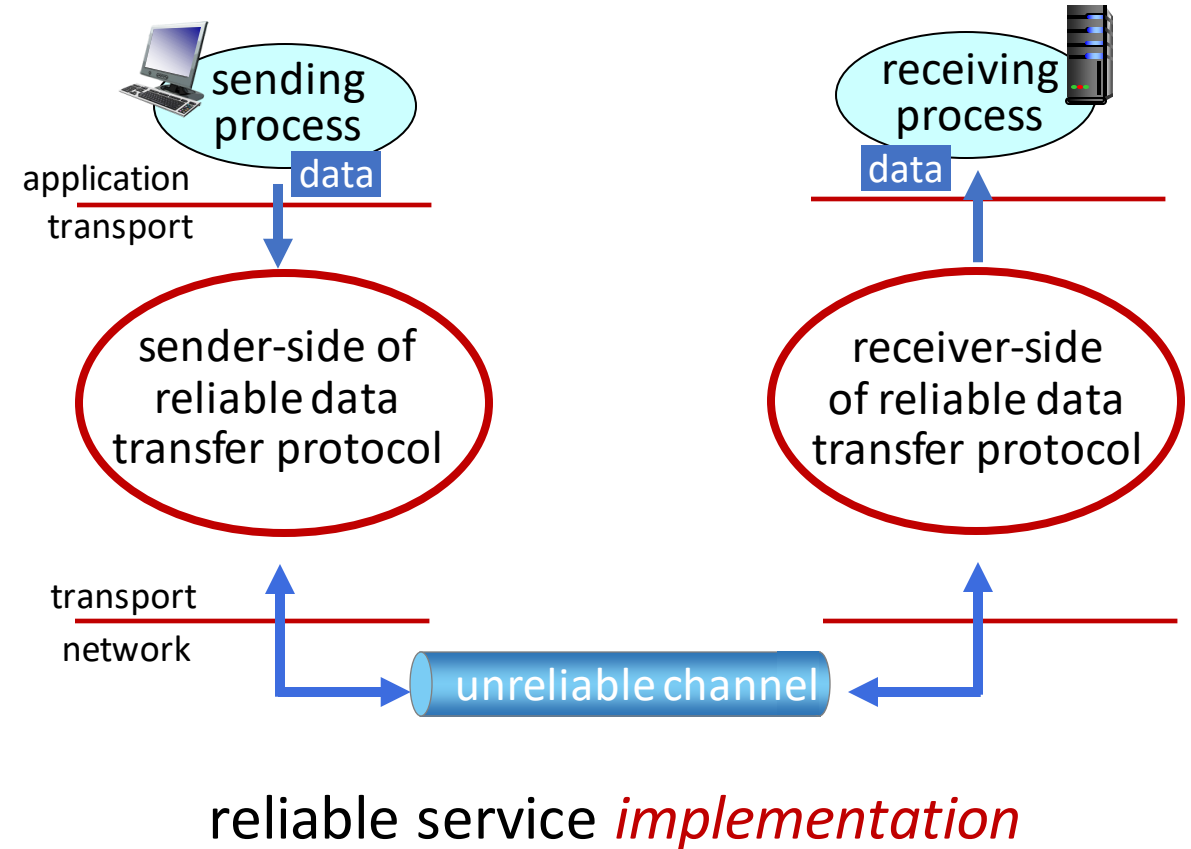 sending
process
data
application
transport
receiving
process
data
sender-side of
reliable data
transfer protocol
receiver-side
of reliable data
transfer protocol
transport
network
unreliable channel
reliable service implementation